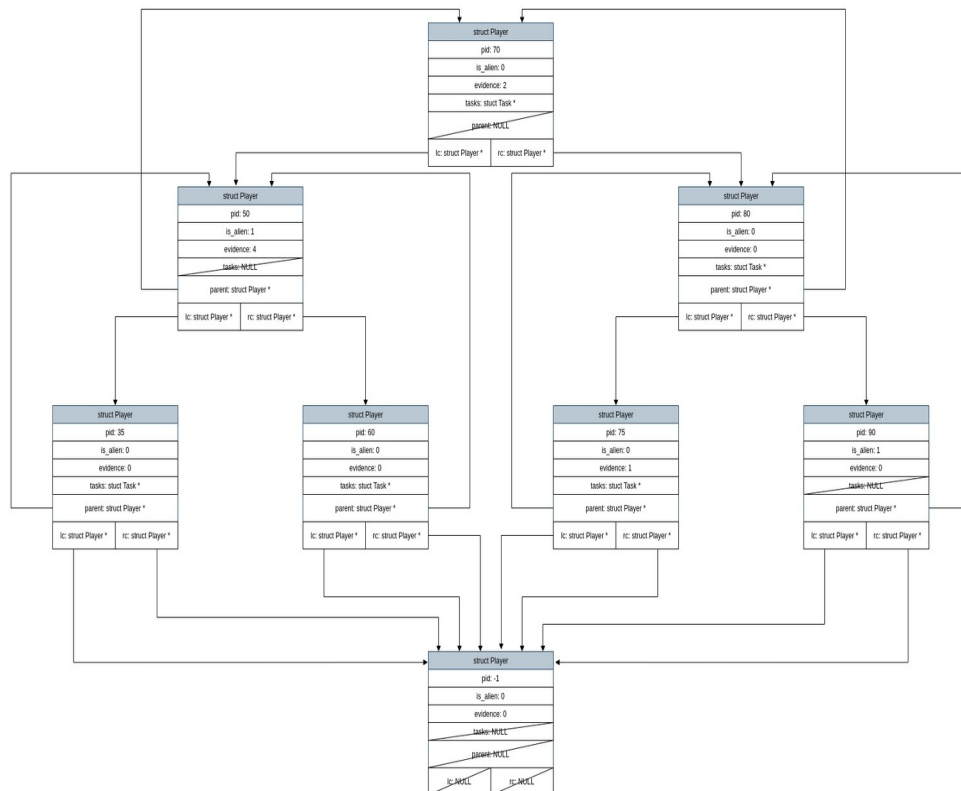 struct Player
pid: 70
is_alien: 0
evidence: 2
tasks: stuct Task *
parent: NULL
lc: struct Player *
rc: struct Player *
struct Player
pid: 50
is_alien: 1
evidence: 4
tasks: NULL
parent: struct Player *
lc: struct Player *
rc: struct Player *
struct Player
pid: 80
is_alien: 0
evidence: 0
tasks: stuct Task *
parent: struct Player *
lc: struct Player *
rc: struct Player *
struct Player
pid: 35
is_alien: 0
evidence: 0
tasks: stuct Task *
parent: struct Player *
lc: struct Player *
rc: struct Player *
struct Player
pid: 60
is_alien: 0
evidence: 0
tasks: stuct Task *
parent: struct Player *
lc: struct Player *
rc: struct Player *
struct Player
pid: 75
is_alien: 0
evidence: 1
tasks: stuct Task *
parent: struct Player *
lc: struct Player *
rc: struct Player *
struct Player
pid: 90
is_alien: 1
evidence: 0
tasks: NULL
parent: struct Player *
lc: struct Player *
rc: struct Player *
struct Player
pid: -1
is_alien: 0
evidence: 0
tasks: NULL
parent: NULL
lc: NULL
rc: NULL